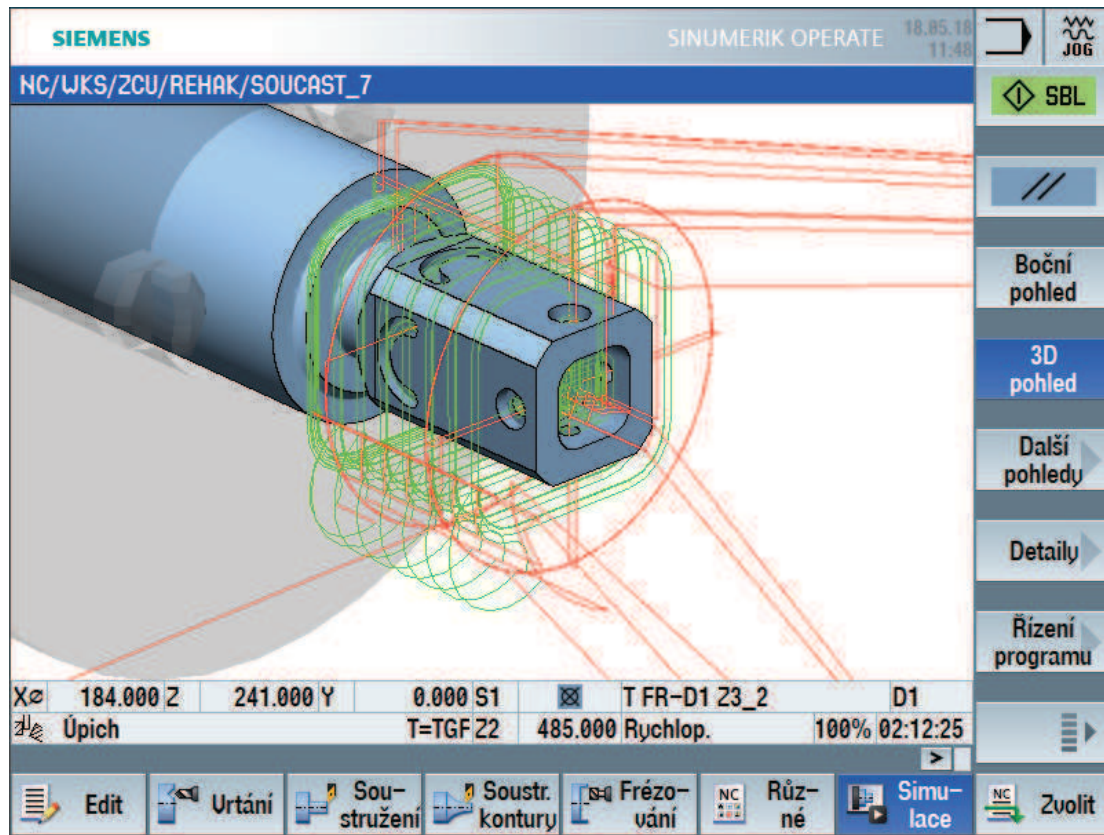 SIEMENS
SINUMERIK OPERATE
18.05.18
11:48
JOG
NC/WKS/ZCU/REHAK/SOUCAST_7
SBL
Boční
pohled
3D
pohled
Další
pohledy
Detaily
Řízení
programu
X⌀ 184.000 Z 241.000 Y 0.000 S1 T FR-D1 Z3_2 D1
Úpich T=TGF Z2 485.000 Rychlop. 100% 02:12:25
>
Edit
Vrtání
Sou-
stružení
Soustr.
kontury
Frézo-
vání
NC
Růz-
né
Simu-
lace
NC
Zvolit